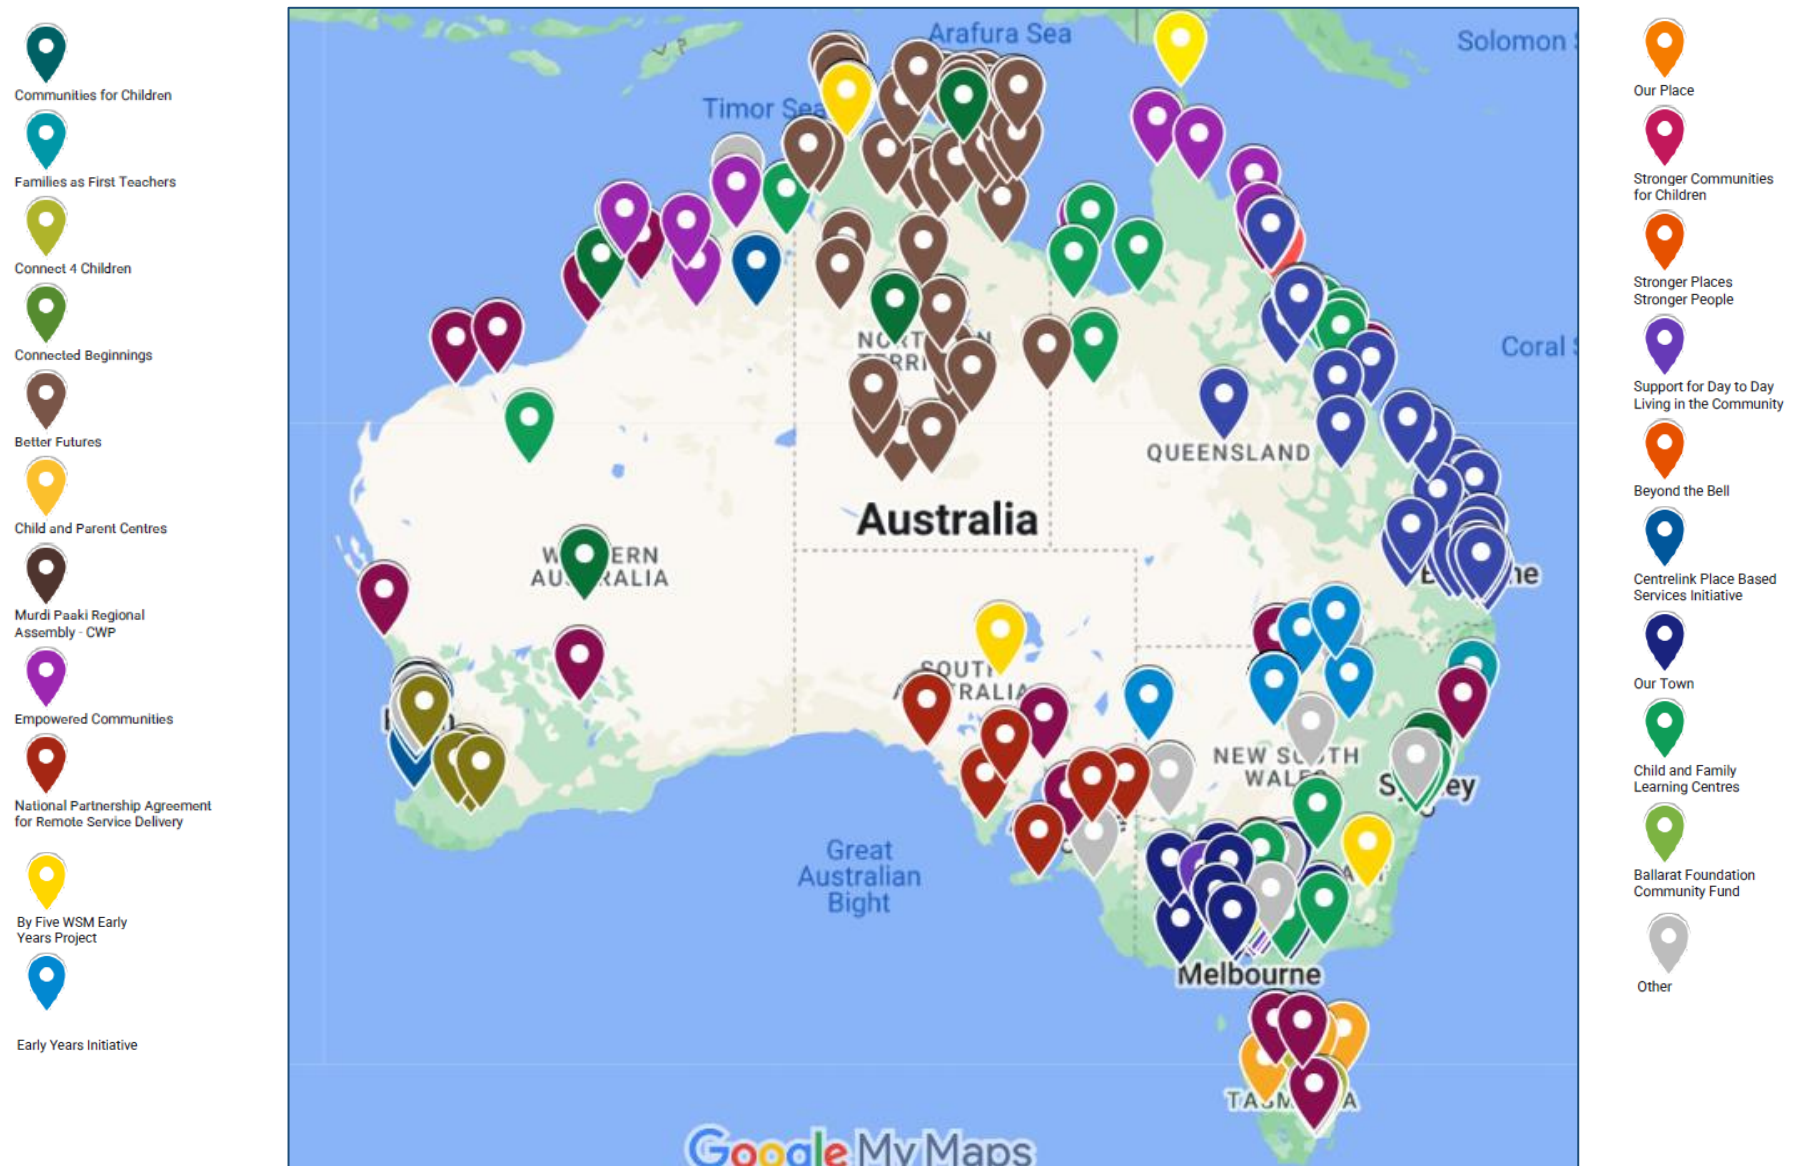 Communities for Children
Families as First Teachers
Connect 4 Children
Connected Beginnings
Better Futures
Child and Parent Centres
Murdi Paaki Regional
Assembly - CWP
Empowered Communities
National Partnership Agreement
for Remote Service Delivery
By Five WSM Early
Years Project
Early Years Initiative
Arafura Sea
Solomon
Timor Sea
Coral
QUEENSLAND
Australia
NEW SOUTH
WALES
Great
Australian
Bight
Melbourne
Google My Maps
Our Place
Stronger Communities
for Children
Stronger Places
Stronger People
Support for Day to Day
Living in the Community
Beyond the Bell
Centrelink Place Based
Services Initiative
Our Town
Child and Family
Learning Centres
Ballarat Foundation
Community Fund
Other